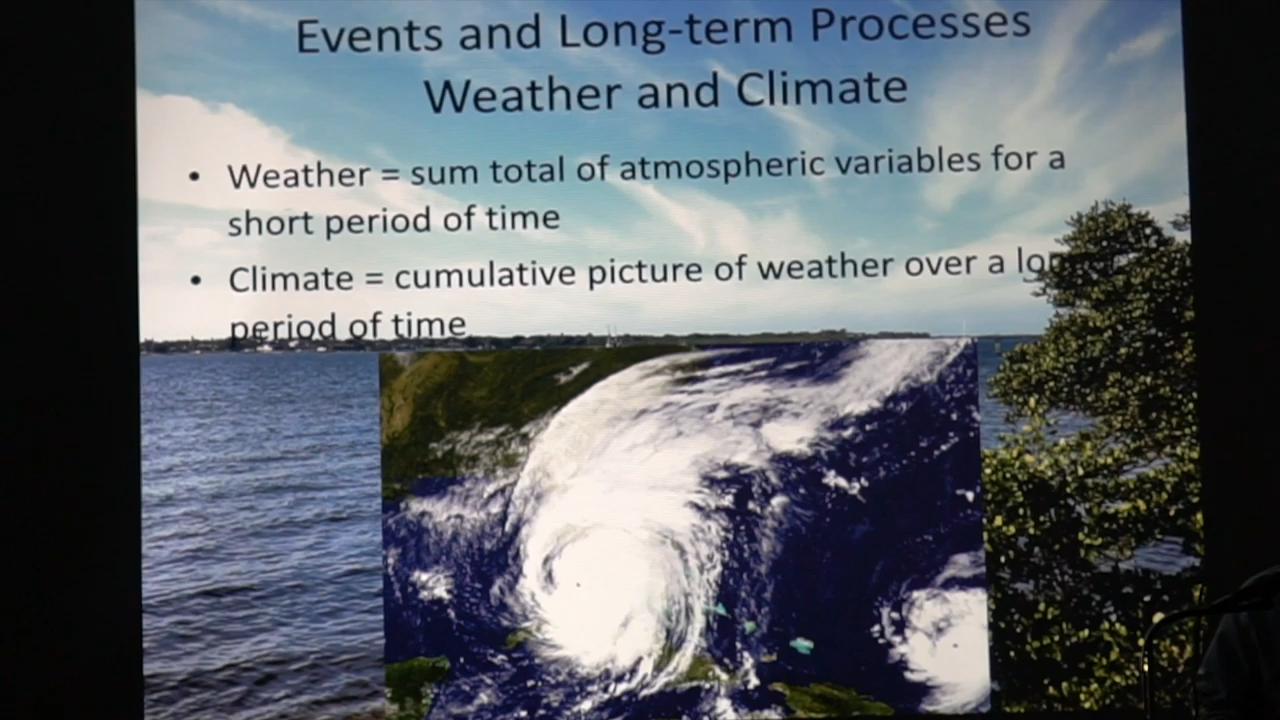 Events and Long-term Processes
Weather and Climate
• Weather = sum total of atmospheric variables for a
short period of time
• Climate = cumulative picture of weather over a long
period of time